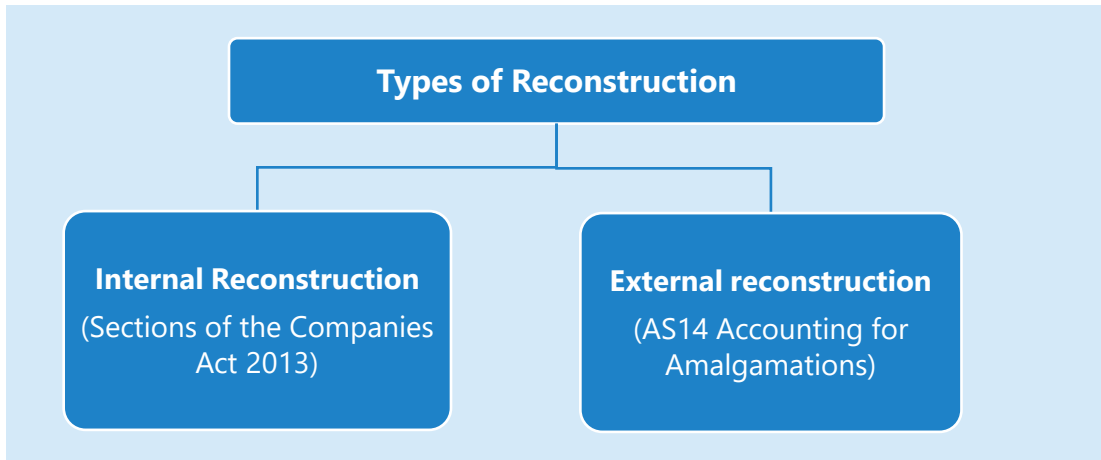 Types of Reconstruction
Internal Reconstruction
(Sections of the Companies
Act 2013)
External reconstruction
(AS14 Accounting for
Amalgamations)